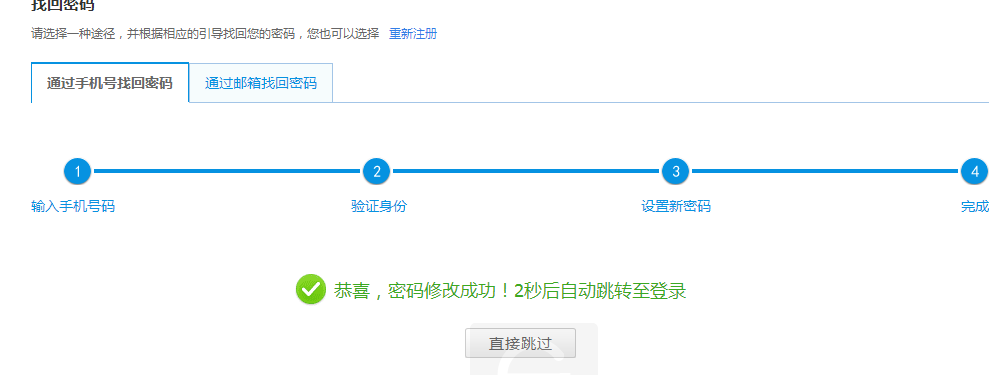 找回密码
请选择一种途径，并根据相应的引导找回您的密码，您也可以选择 重新注册
通过手机号找回密码 通过邮箱找回密码
1 2 3 4
输入手机号码 验证身份 设置新密码 完成
恭喜，密码修改成功！2秒后自动跳转至登录
直接跳过